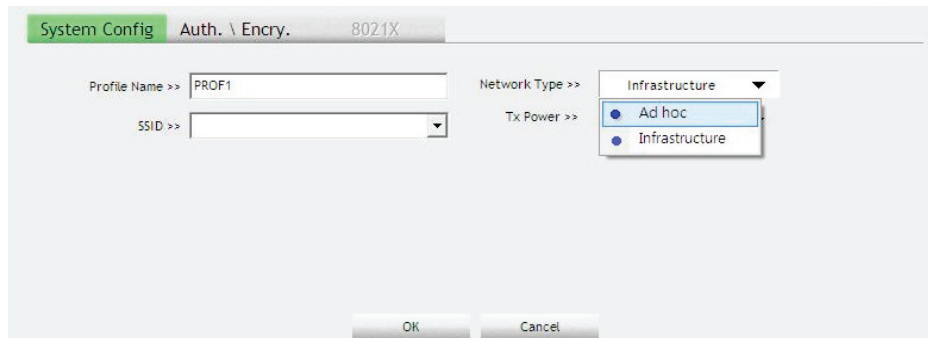 System Config Auth. \ Encry. 8021X
Profile Name >> PROF1 Network Type >> Infrastructure
SSID >> Tx Power >> Ad hoc
Infrastructure
OK Cancel